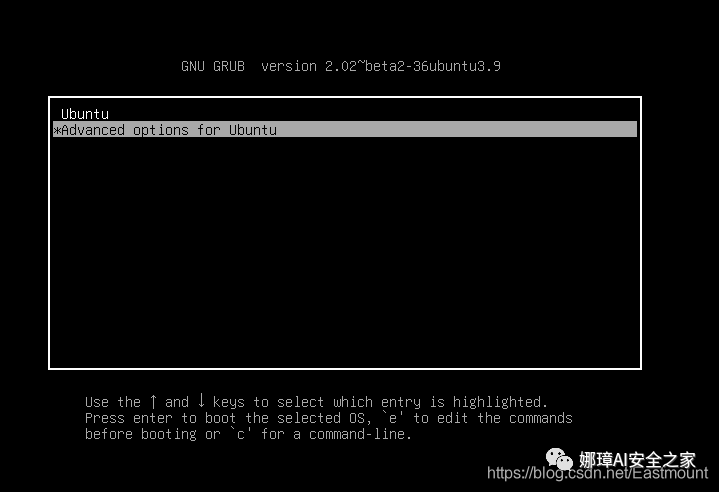 GNU GRUB  version 2.02~beta2-36ubuntu3.9
Ubuntu
*Advanced options for Ubuntu
Use the ↑ and ↓ keys to select which entry is highlighted.
Press enter to boot the selected OS, `e' to edit the commands
before booting or `c' for a command-line.
娜璋AI安全之家
https://blog.csdn.net/Eastmount